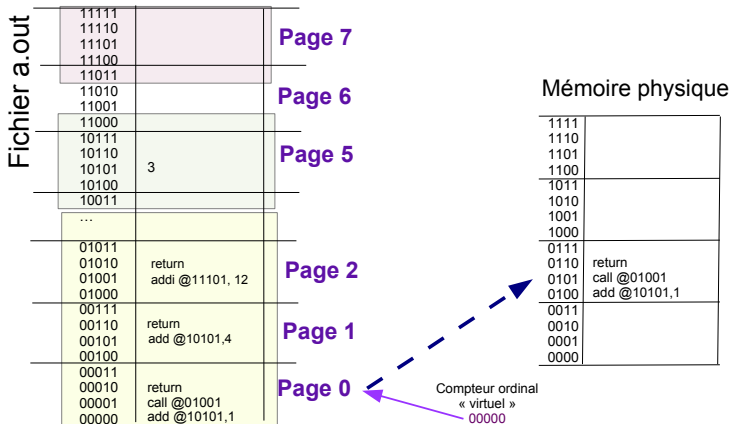 Fichier a.out
11111
11110
11101
11100
Page 7
11011
11010
11001
11000
Page 6
10111
10110
10101 3
10100
Page 5
10011
...
01011
01010 return
01001 addi @11101, 12
01000
Page 2
00111
00110 return
00101 add @10101,4
00100
Page 1
00011
00010 return
00001 call @01001
00000 add @10101,1
Page 0
Compteur ordinal
« virtuel »
00000
Mémoire physique
1111
1110
1101
1100
1011
1010
1001
1000
0111
0110 return
0101 call @01001
0100 add @10101,1
0011
0010
0001
0000